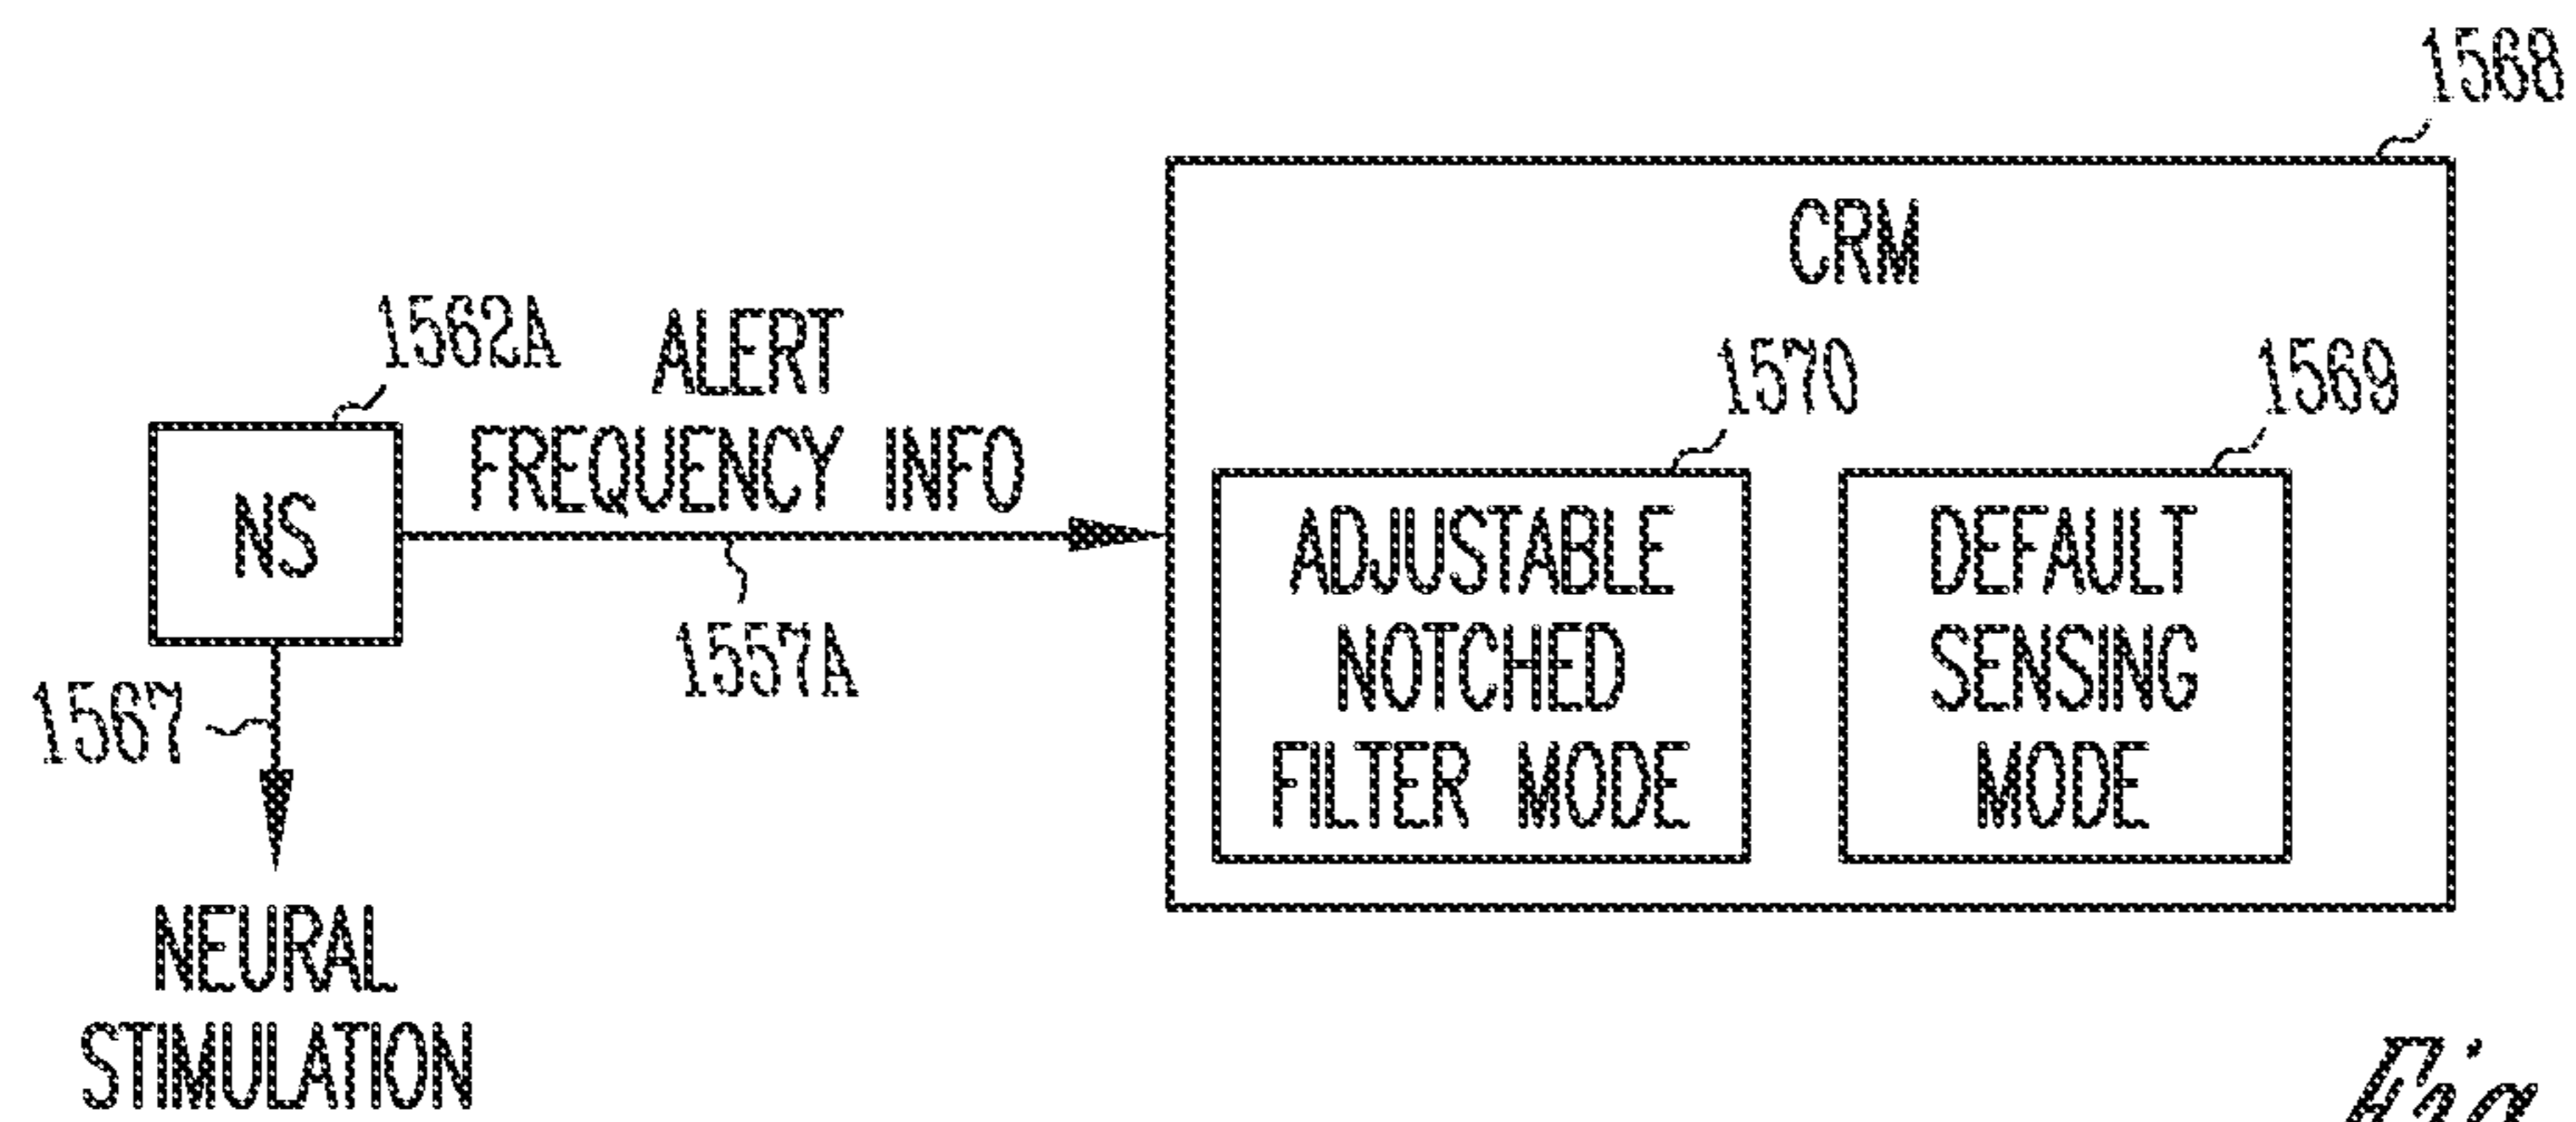 1568
CRM
1562A
ALERT
FREQUENCY INFO
1570
1569
NS
ADJUSTABLE
NOTCHED
FILTER MODE
DEFAULT
SENSING
MODE
1557A
1567
NEURAL
STIMULATION